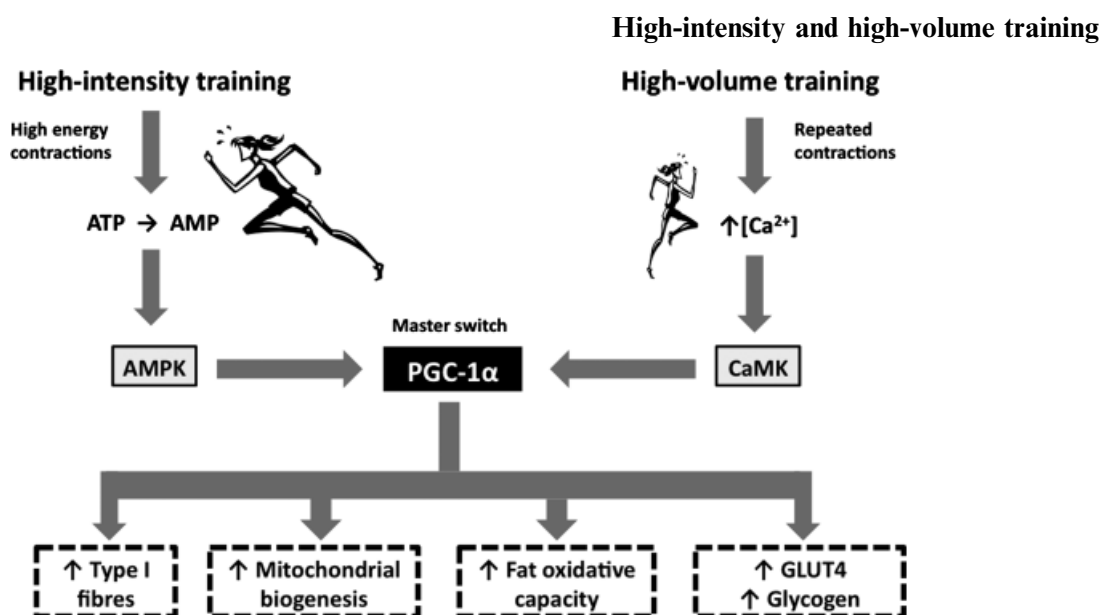 High-intensity and high-volume training
High-intensity training
High-volume training
High energy
contractions
Repeated
contractions
ATP → AMP
↑[Ca²⁺]
Master switch
AMPK
PGC-1α
CaMK
↑ Type I
fibres
↑ Mitochondrial
biogenesis
↑ Fat oxidative
capacity
↑ GLUT4
↑ Glycogen